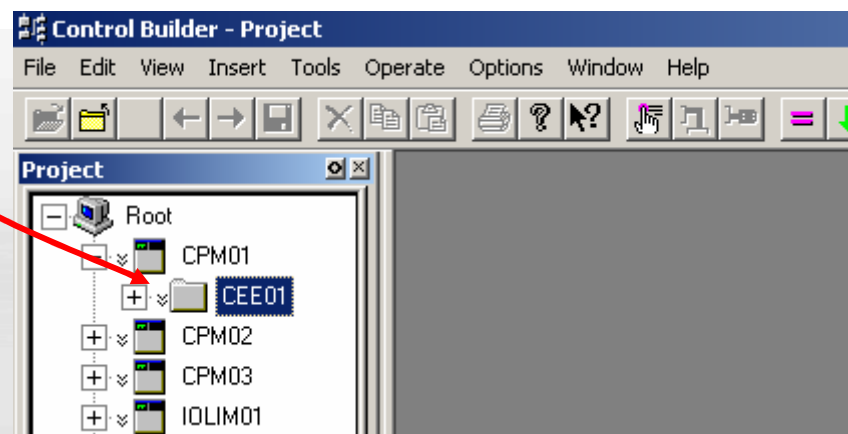 Control Builder - Project
File Edit View Insert Tools Operate Options Window Help
Project
Root
CPM01
CEE01
CPM02
CPM03
IOLIM01